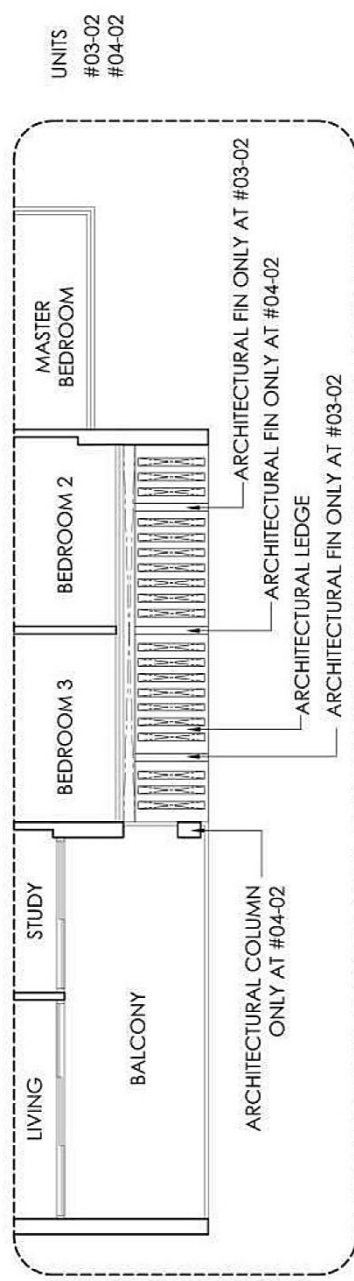 UNITS
#03-02
#04-02
LIVING
STUDY
BEDROOM 3
BEDROOM 2
MASTER
BEDROOM
BALCONY
ARCHITECTURAL COLUMN
ONLY AT #04-02
ARCHITECTURAL FIN ONLY AT #03-02
ARCHITECTURAL FIN ONLY AT #04-02
ARCHITECTURAL LEDGE
ARCHITECTURAL FIN ONLY AT #03-02